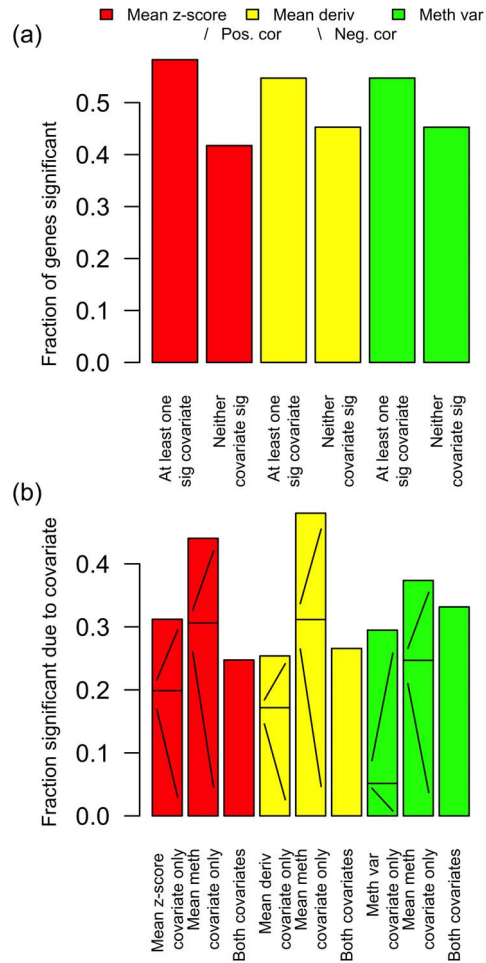 Mean z-score Mean deriv Meth var
/ Pos. cor \ Neg. cor
(a)
Fraction of genes significant
0.5
0.4
0.3
0.2
0.1
0.0
At least one
sig covariate
Neither
covariate sig
At least one
sig covariate
Neither
covariate sig
At least one
sig covariate
Neither
covariate sig
(b)
Fraction significant due to covariate
0.4
0.3
0.2
0.1
0.0
Mean z-score
covariate only
Mean meth
covariate only
Both covariates
Mean deriv
covariate only
Mean meth
covariate only
Both covariates
Meth var
covariate only
Mean meth
covariate only
Both covariates